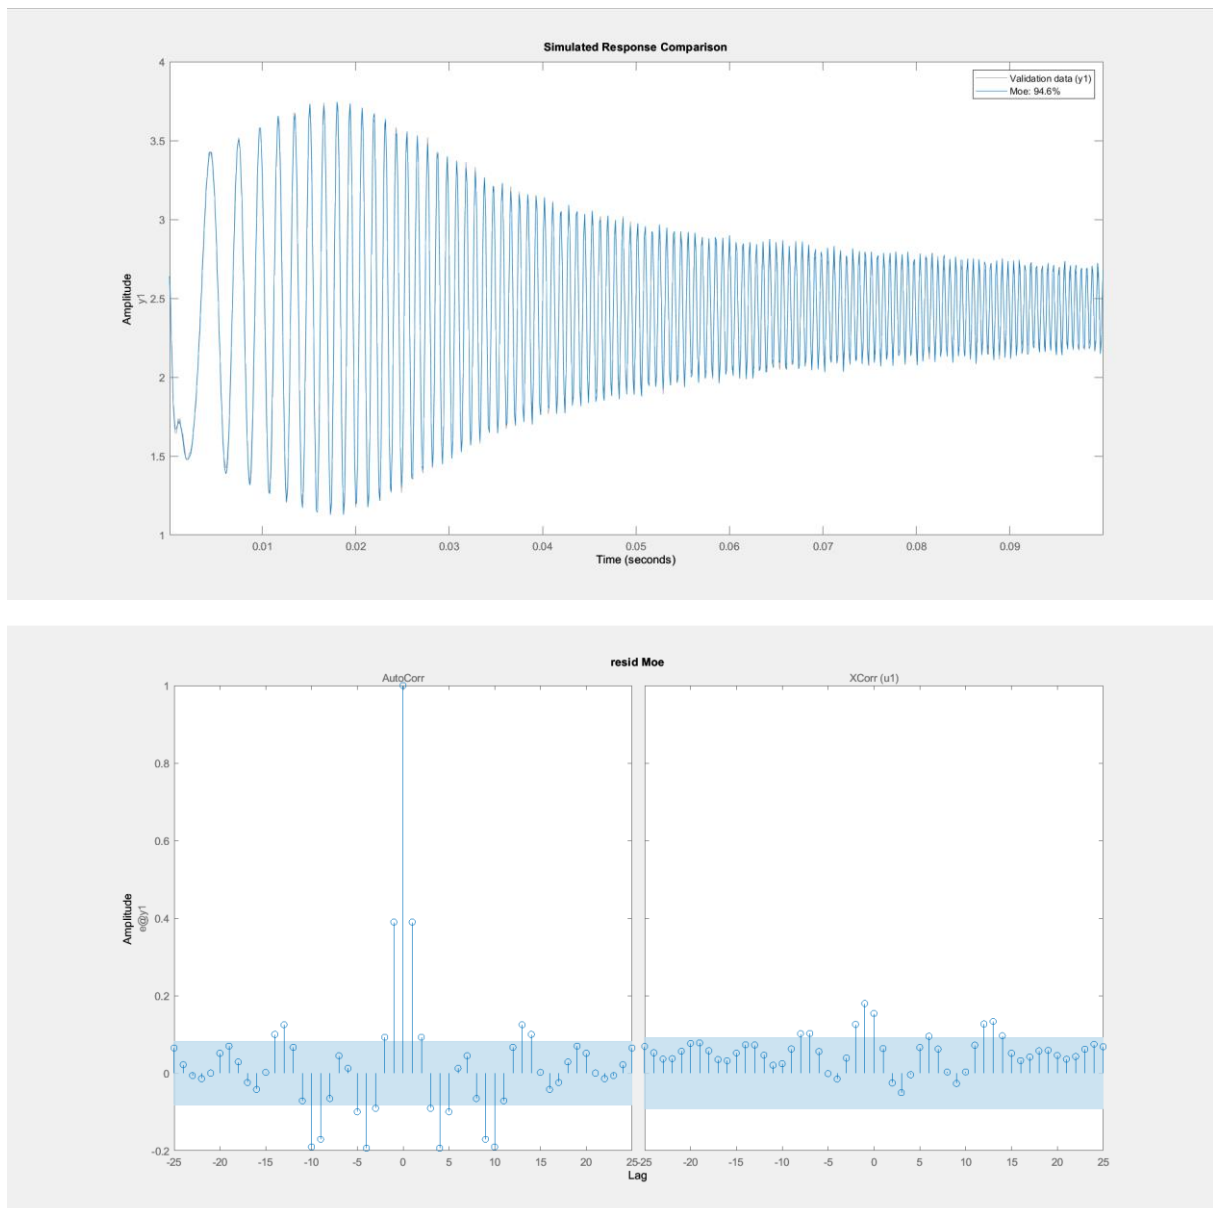 Simulated Response Comparison
Validation data (y1)
Moe: 94.6%
4
3.5
3
2.5
2
1.5
1
Amplitude
y1
0.01 0.02 0.03 0.04 0.05 0.06 0.07 0.08 0.09
Time (seconds)
resid Moe
AutoCorr XCorr (u1)
1
0.8
0.6
0.4
0.2
0
-0.2
Amplitude
e@y1
-25 -20 -15 -10 -5 0 5 10 15 20 25 -25 -20 -15 -10 -5 0 5 10 15 20 25
Lag